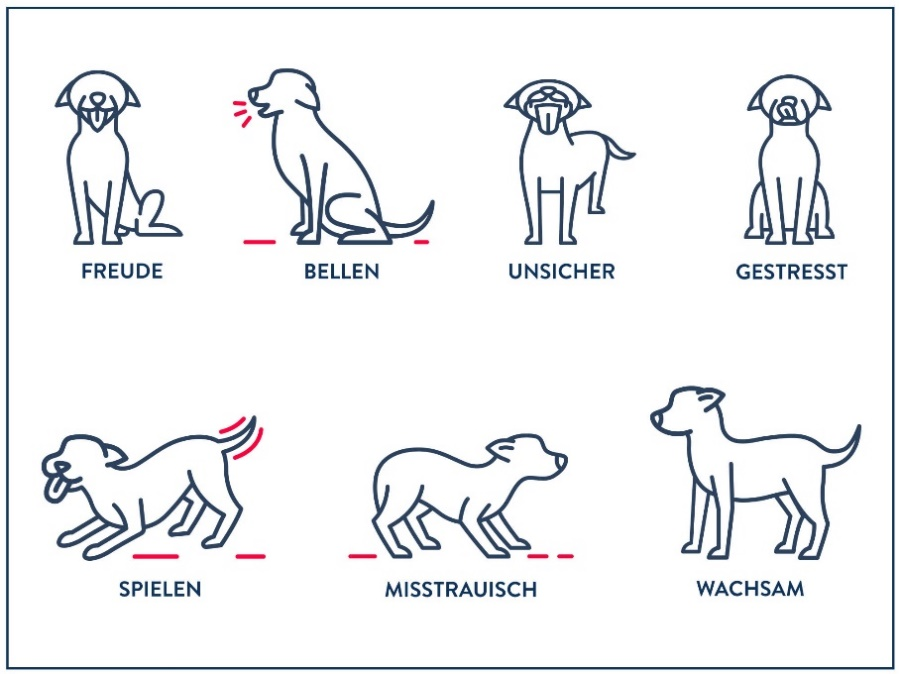 FREUDE
BELLEN
UNSICHER
GESTRESST
SPIELEN
MISSTRAUISCH
WACHSAM